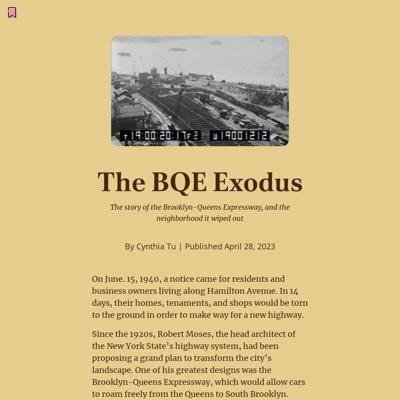 The BQE Exodus
The story of the Brooklyn-Queens Expressway, and the
neighborhood it wiped out
By Cynthia Tu | Published April 28, 2023
On June. 15, 1940, a notice came for residents and
business owners living along Hamilton Avenue. In 14
days, their homes, tenaments, and shops would be torn
to the ground in order to make way for a new highway.
Since the 1920s, Robert Moses, the head architect of
the New York State's highway system, had been
proposing a grand plan to transform the city's
landscape. One of his greatest designs was the
Brooklyn-Queens Expressway, which would allow cars
to roam freely from the Queens to South Brooklyn.